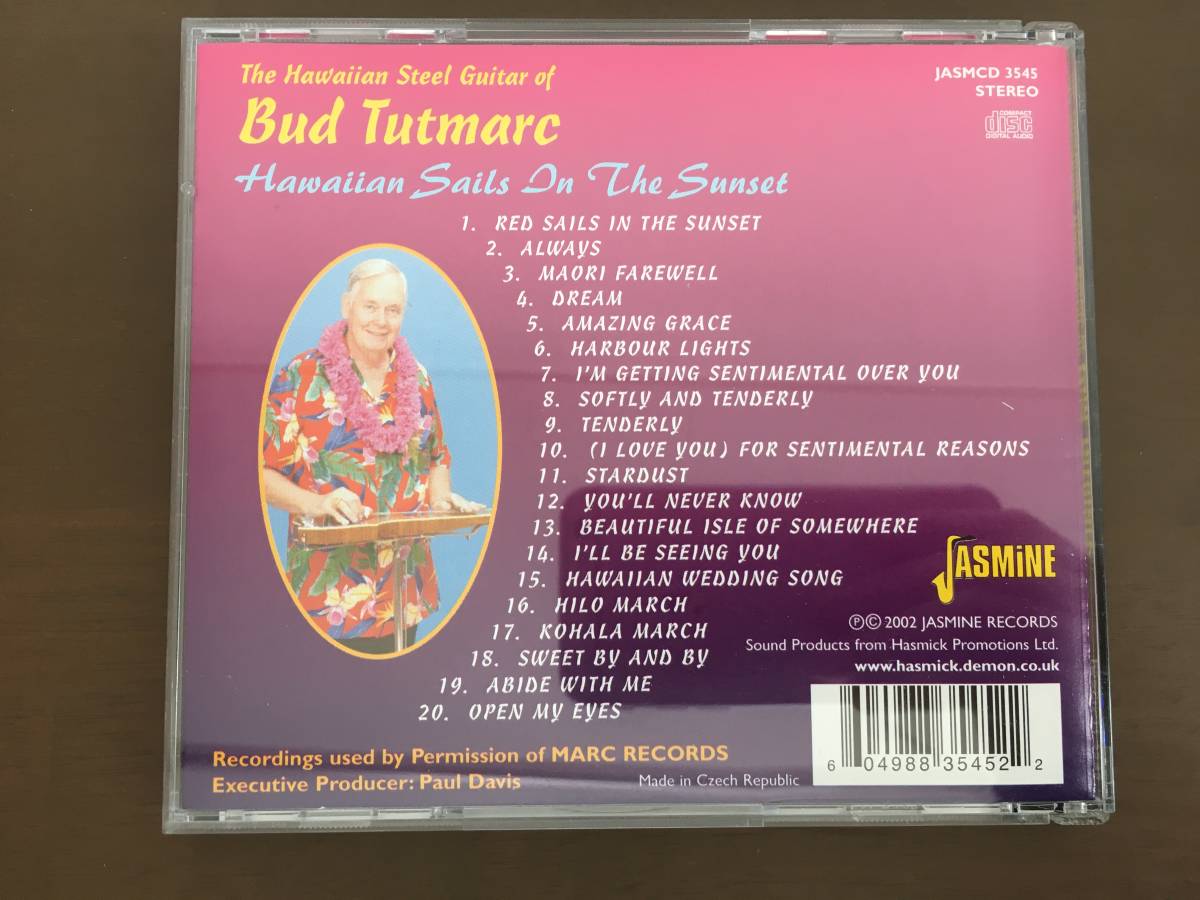 The Hawaiian Steel Guitar of
Bud Tutmarc
Hawaiian Sails In The Sunset
JASMCD 3545
STEREO
COMPACT
disc
DIGITAL AUDIO
1. RED SAILS IN THE SUNSET
2. ALWAYS
3. MAORI FAREWELL
4. DREAM
5. AMAZING GRACE
6. HARBOUR LIGHTS
7. I'M GETTING SENTIMENTAL OVER YOU
8. SOFTLY AND TENDERLY
9. TENDERLY
10. (I LOVE YOU) FOR SENTIMENTAL REASONS
11. STARDUST
12. YOU'LL NEVER KNOW
13. BEAUTIFUL ISLE OF SOMEWHERE
14. I'LL BE SEEING YOU
15. HAWAIIAN WEDDING SONG
16. HILO MARCH
17. KOHALA MARCH
18. SWEET BY AND BY
19. ABIDE WITH ME
20. OPEN MY EYES
JASMiNE
℗© 2002 JASMINE RECORDS
Sound Products from Hasmick Promotions Ltd.
www.hasmick.demon.co.uk
Recordings used by Permission of MARC RECORDS
Executive Producer: Paul Davis
Made in Czech Republic
6 04988 35452 2